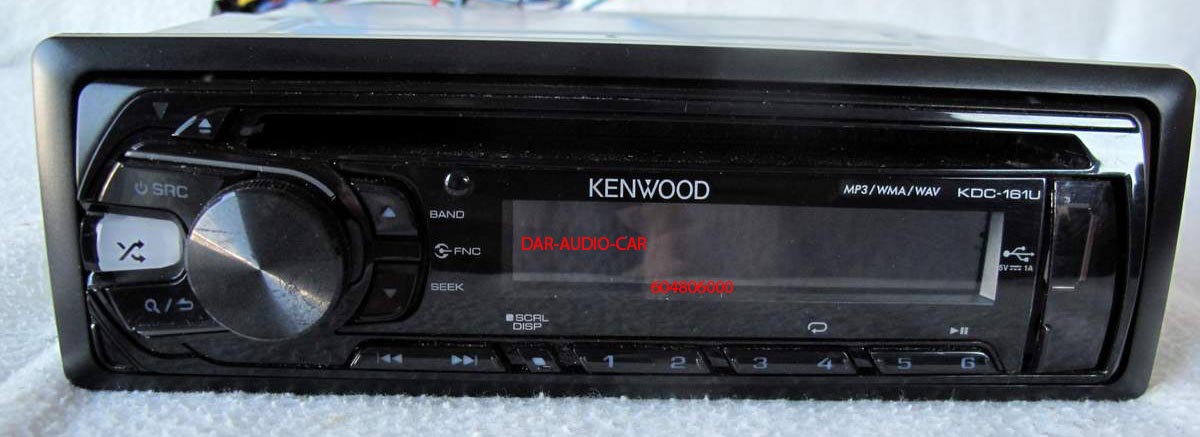 SRC
KENWOOD
MP3/WMA/WAV KDC-161U
BAND
DAR-AUDIO-CAR
FNC
5V 1A
SEEK
604806000
SCRL
DISP
1 2 3 4 5 6